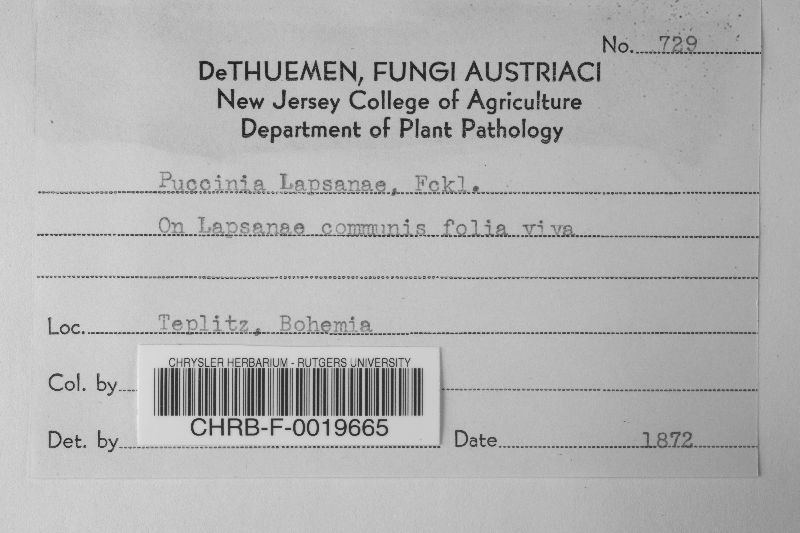 No. 729
DeTHUEMEN, FUNGI AUSTRIACI
New Jersey College of Agriculture
Department of Plant Pathology
Puccinia Lapsanae, Fckl.
On Lapsanae communis folia viva
Loc. Teplitz, Bohemia
CHRYSLER HERBARIUM - RUTGERS UNIVERSITY
Col. by
CHRB-F-0019665
Det. by Date 1872